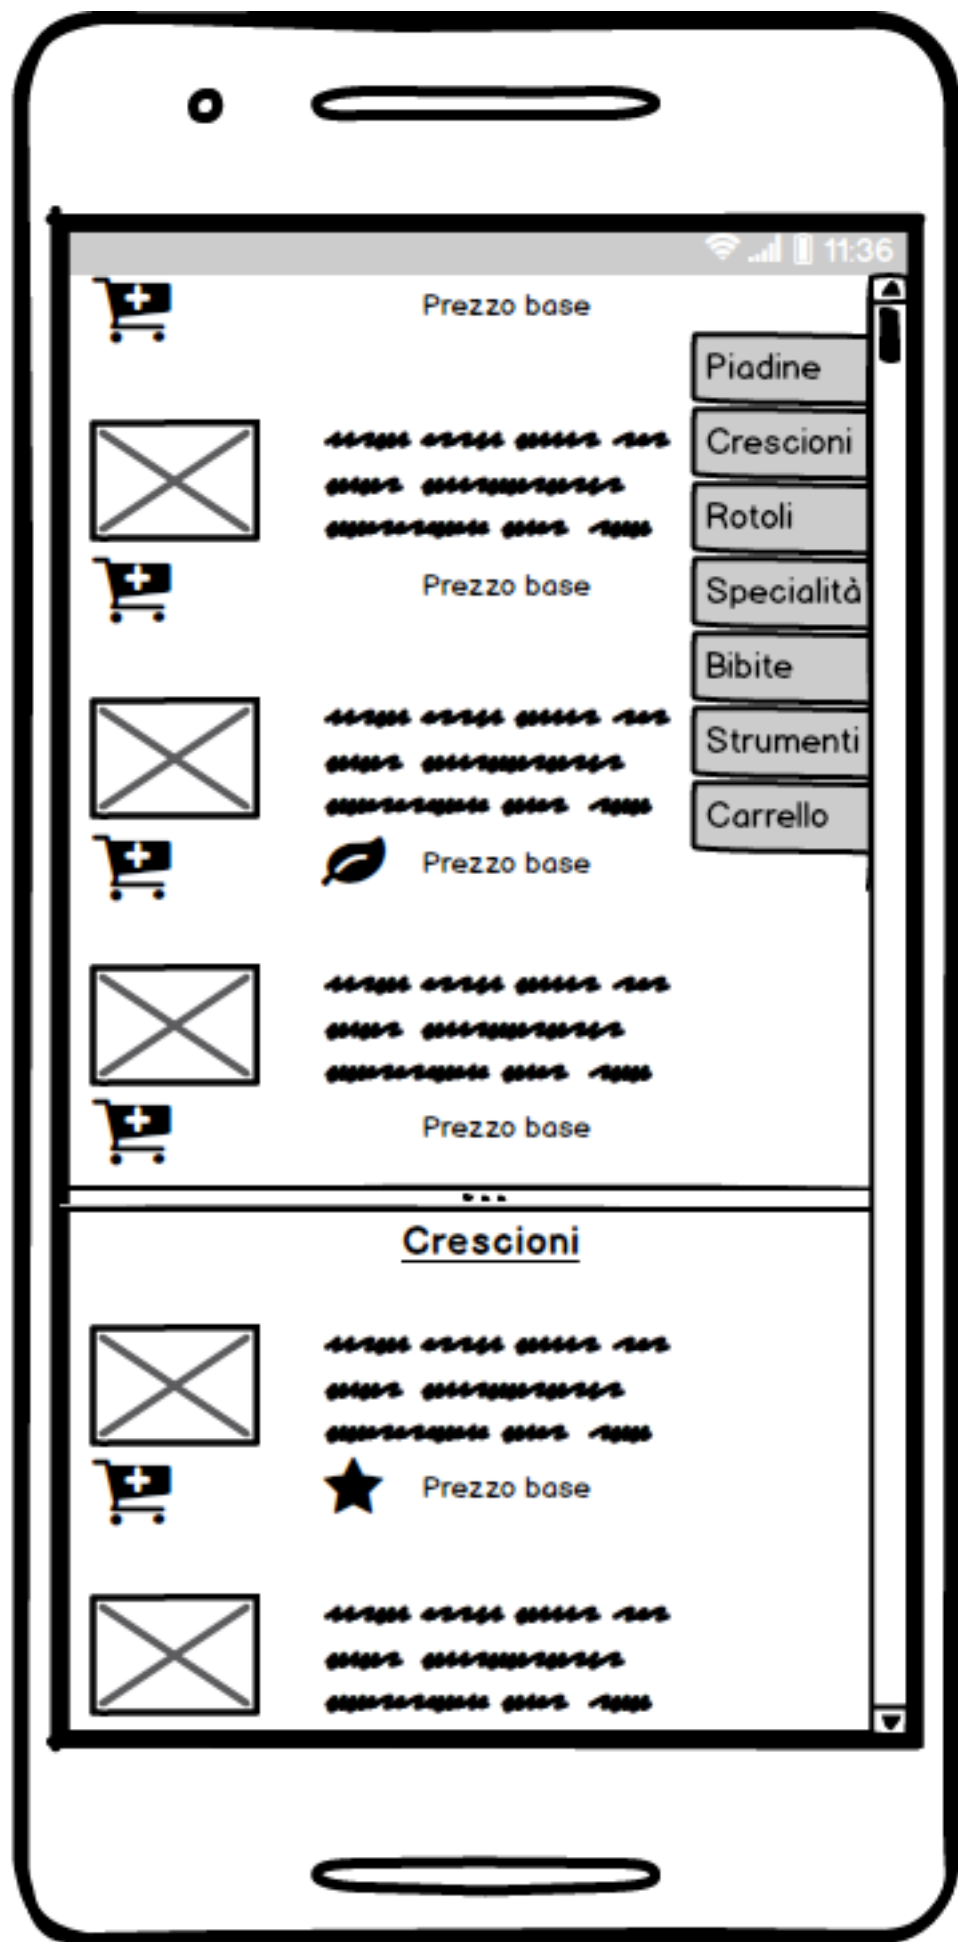 11:36
Prezzo base
Piadine
Crescioni
Rotoli
Specialità
Bibite
Strumenti
Carrello
Prezzo base
Prezzo base
Prezzo base
Crescioni
Prezzo base